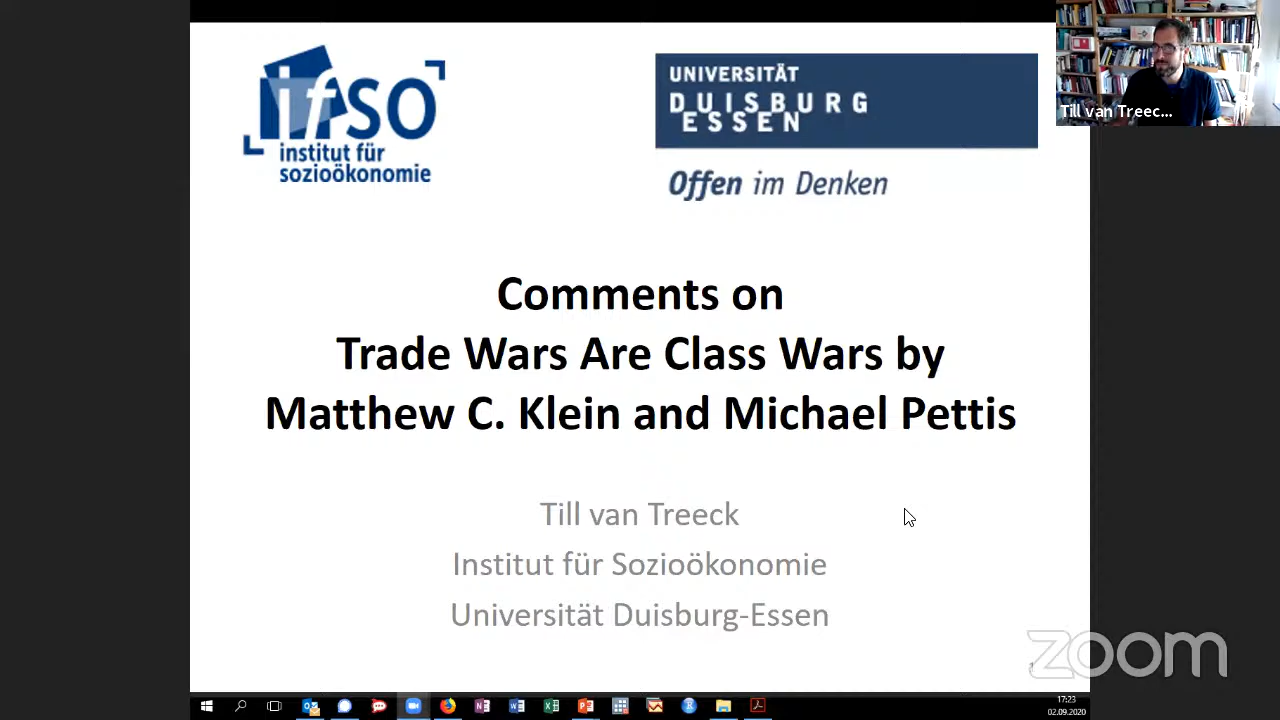 ifso
institut für
sozioökonomie
UNIVERSITÄT
DUISBURG
ESSEN
Offen im Denken
Till van Treec...
Comments on
Trade Wars Are Class Wars by
Matthew C. Klein and Michael Pettis
Till van Treeck
Institut für Sozioökonomie
Universität Duisburg-Essen
zoom
17:23
02.09.2020